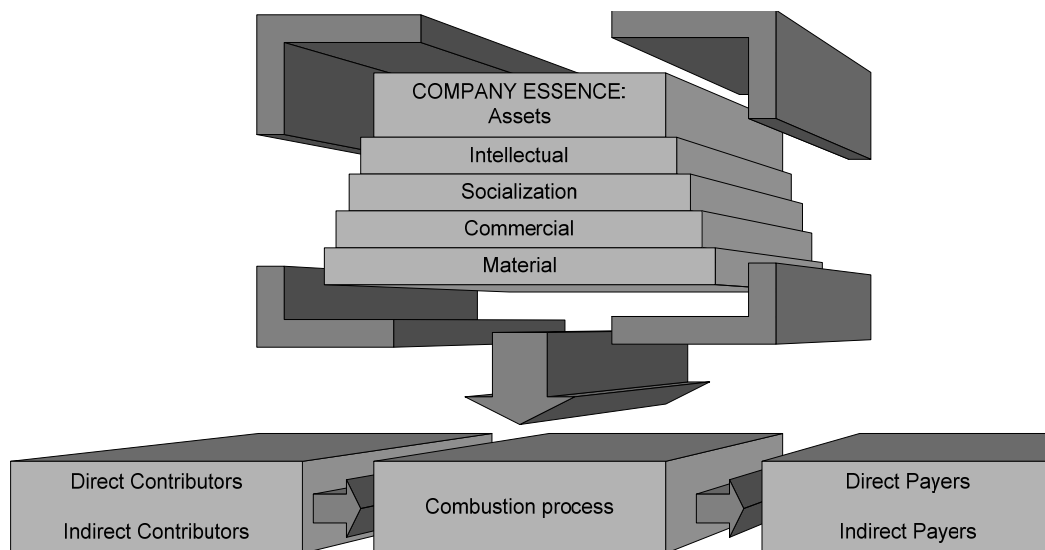 COMPANY ESSENCE:
Assets
Intellectual
Socialization
Commercial
Material
Direct Contributors
Indirect Contributors
Combustion process
Direct Payers
Indirect Payers